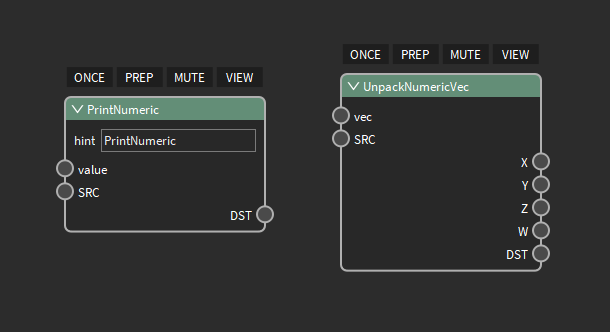 ONCE PREP MUTE VIEW
PrintNumeric
hint PrintNumeric
value
SRC
DST
ONCE PREP MUTE VIEW
UnpackNumericVec
vec
SRC
X
Y
Z
W
DST